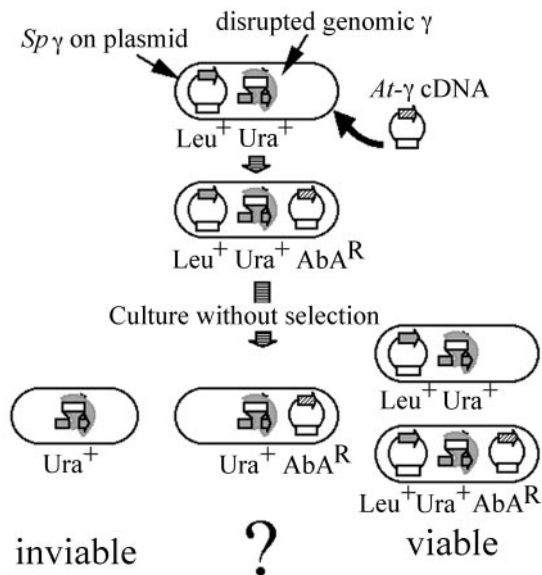 disrupted genomic γ
Sp γ on plasmid
At-γ cDNA
Leu⁺ Ura⁺
Leu⁺ Ura⁺ AbAᴿ
Culture without selection
Leu⁺ Ura⁺
Ura⁺
Ura⁺ AbAᴿ
Leu⁺Ura⁺AbAᴿ
inviable
?
viable